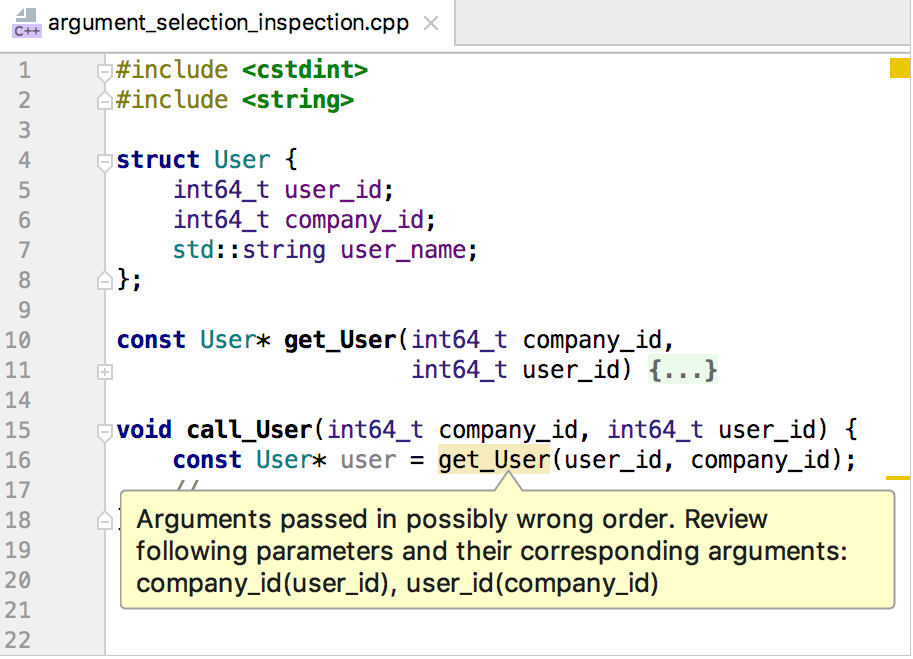 C++ argument_selection_inspection.cpp
1 #include <cstdint>
2 #include <string>
3
4 struct User {
5 int64_t user_id;
6 int64_t company_id;
7 std::string user_name;
8 };
9
10 const User* get_User(int64_t company_id,
11 int64_t user_id) {...}
14
15 void call_User(int64_t company_id, int64_t user_id) {
16 const User* user = get_User(user_id, company_id);
17 //
18
Arguments passed in possibly wrong order. Review
19
following parameters and their corresponding arguments:
20
company_id(user_id), user_id(company_id)
21
22